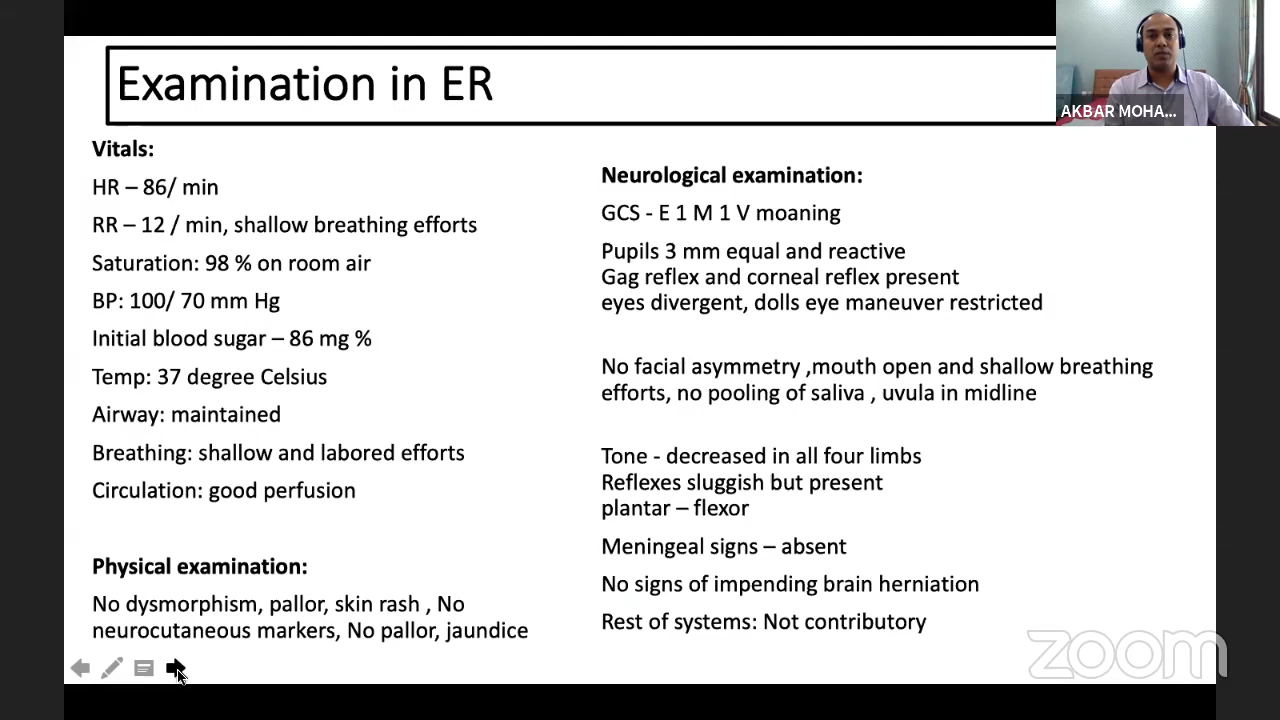 Examination in ER
AKBAR MOHA...
Vitals:
HR – 86/ min
RR – 12 / min, shallow breathing efforts
Saturation: 98 % on room air
BP: 100/ 70 mm Hg
Initial blood sugar – 86 mg %
Temp: 37 degree Celsius
Airway: maintained
Breathing: shallow and labored efforts
Circulation: good perfusion
Physical examination:
No dysmorphism, pallor, skin rash , No
neurocutaneous markers, No pallor, jaundice
Neurological examination:
GCS - E 1 M 1 V moaning
Pupils 3 mm equal and reactive
Gag reflex and corneal reflex present
eyes divergent, dolls eye maneuver restricted
No facial asymmetry ,mouth open and shallow breathing
efforts, no pooling of saliva , uvula in midline
Tone - decreased in all four limbs
Reflexes sluggish but present
plantar – flexor
Meningeal signs – absent
No signs of impending brain herniation
Rest of systems: Not contributory
zoom